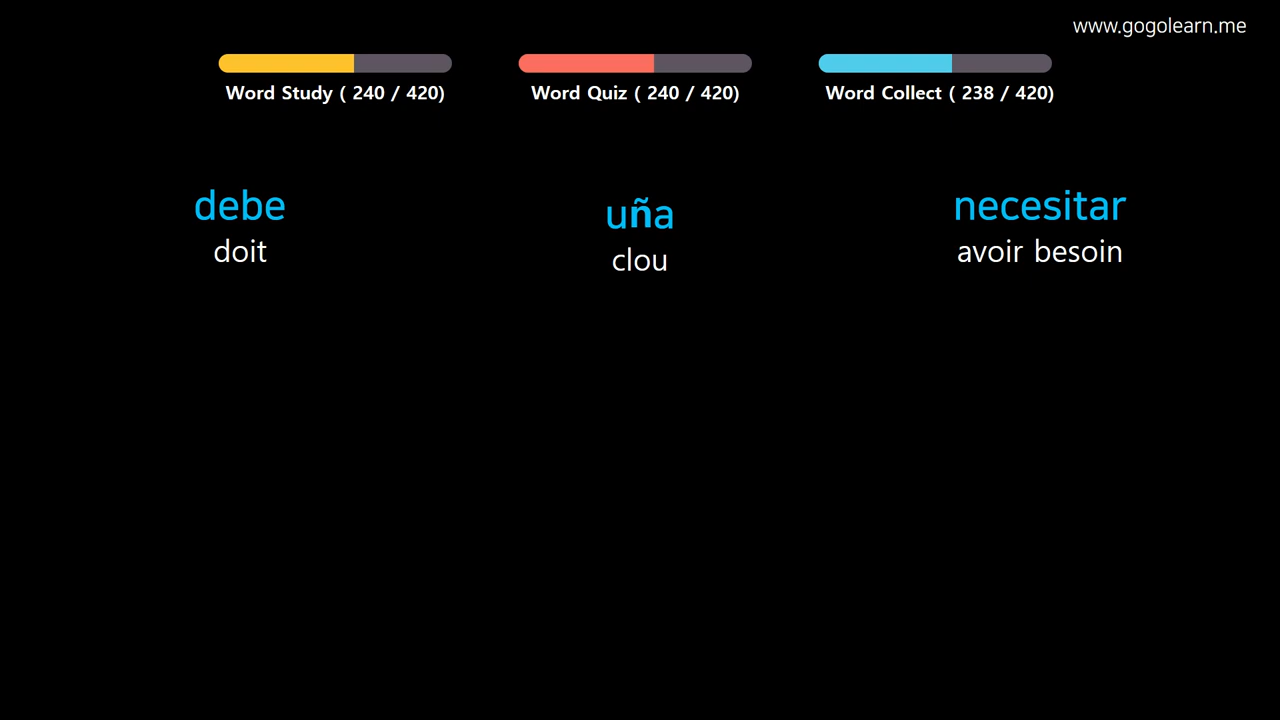 www.gogolearn.me
Word Study ( 240 / 420)
Word Quiz ( 240 / 420)
Word Collect ( 238 / 420)
debe
doit
uña
clou
necesitar
avoir besoin